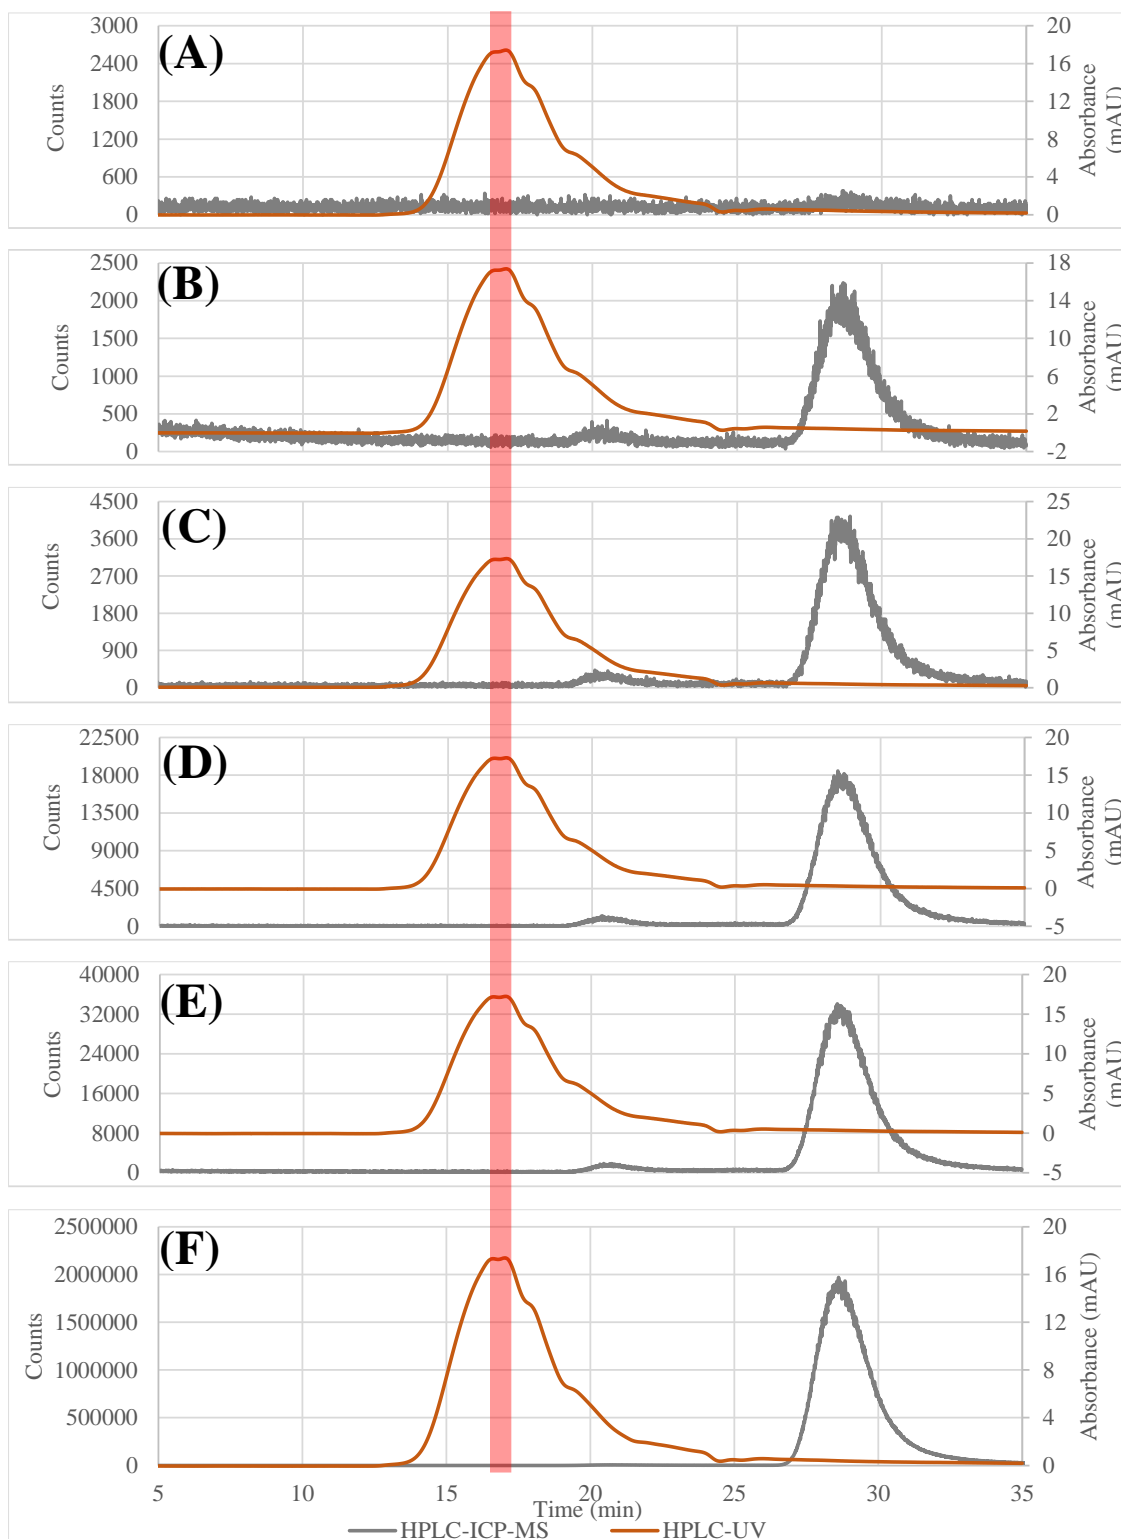 (A)
3000
2400
1800
1200
600
0
Counts
20
16
12
8
4
0
Absorbance
(mAU)
(B)
2500
2000
1500
1000
500
0
Counts
18
14
10
6
2
-2
Absorbance
(mAU)
(C)
4500
3600
2700
1800
900
0
Counts
25
20
15
10
5
0
Absorbance
(mAU)
(D)
22500
18000
13500
9000
4500
0
Counts
20
15
10
5
0
-5
Absorbance
(mAU)
(E)
40000
32000
24000
16000
8000
0
Counts
20
15
10
5
0
-5
Absorbance
(mAU)
(F)
2500000
2000000
1500000
1000000
500000
0
Counts
20
16
12
8
4
0
Absorbance (mAU)
5 10 15 20 25 30 35
Time (min)
HPLC-ICP-MS HPLC-UV